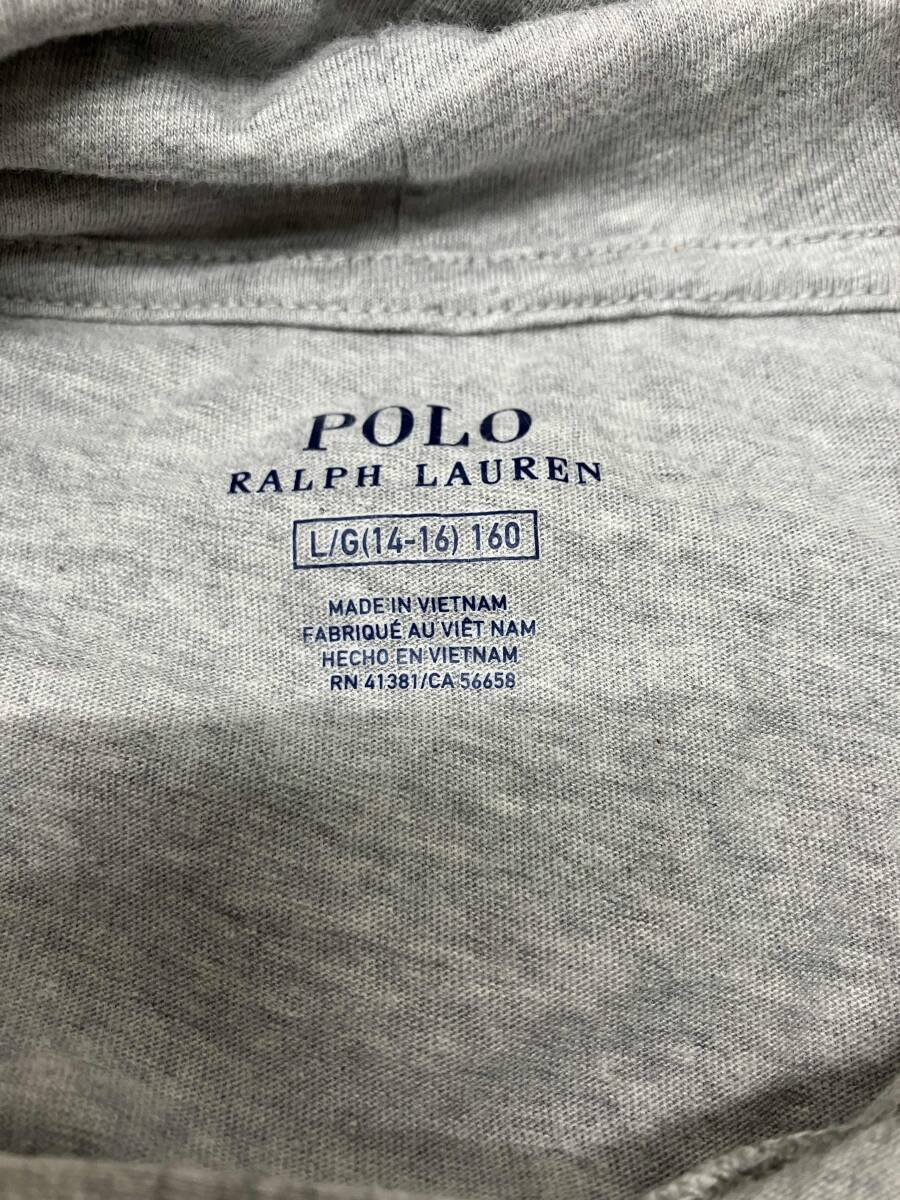 POLO
RALPH LAUREN
L/G(14-16) 160
MADE IN VIETNAM
FABRIQUÉ AU VIÊT NAM
HECHO EN VIETNAM
RN 41381/CA 56658